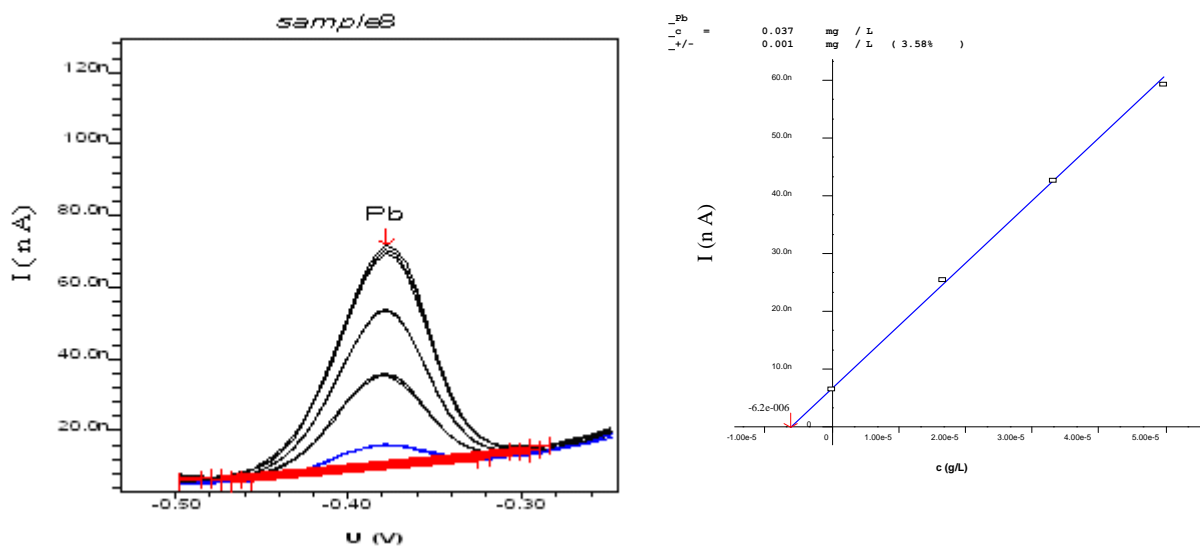 sample8
120n
100n
80.0n
60.0n
40.0n
20.0n
I (nA)
Pb
-0.50
-0.40
-0.30
U (V)
_Pb
_c = 0.037 mg / L
_+/- 0.001 mg / L ( 3.58% )
60.0n
50.0n
40.0n
30.0n
20.0n
10.0n
I (nA)
-6.2e-006
0
-1.00e-5
0
1.00e-5
2.00e-5
3.00e-5
4.00e-5
5.00e-5
c (g/L)